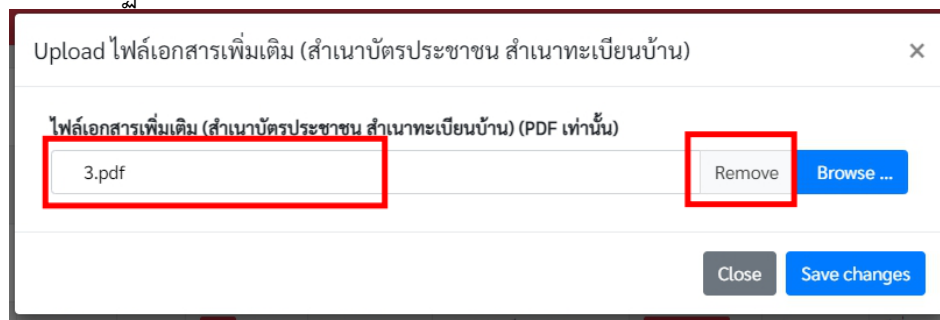 Upload ไฟล์เอกสารเพิ่มเติม (สำเนาบัตรประชาชน สำเนาทะเบียนบ้าน) ×
ไฟล์เอกสารเพิ่มเติม (สำเนาบัตรประชาชน สำเนาทะเบียนบ้าน) (PDF เท่านั้น)
3.pdf Remove Browse ...
Close Save changes